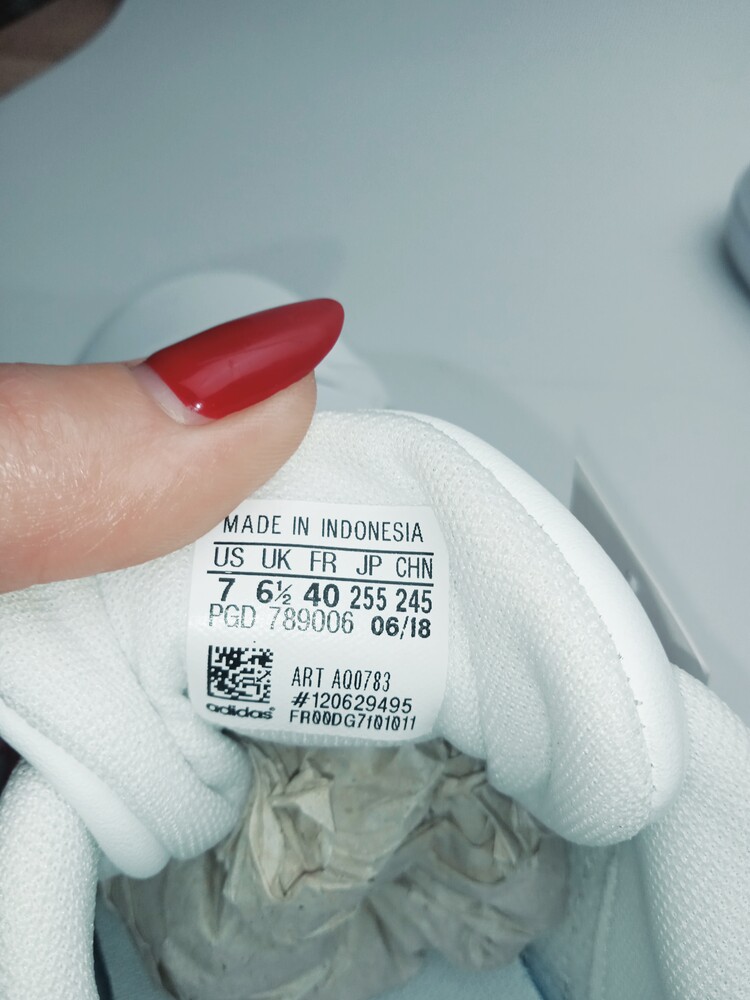 MADE IN INDONESIA
US UK FR JP CHN
7 6½ 40 255 245
PGD 789006 06/18
ART AQ0783
#120629495
adidas FR00DG7101011